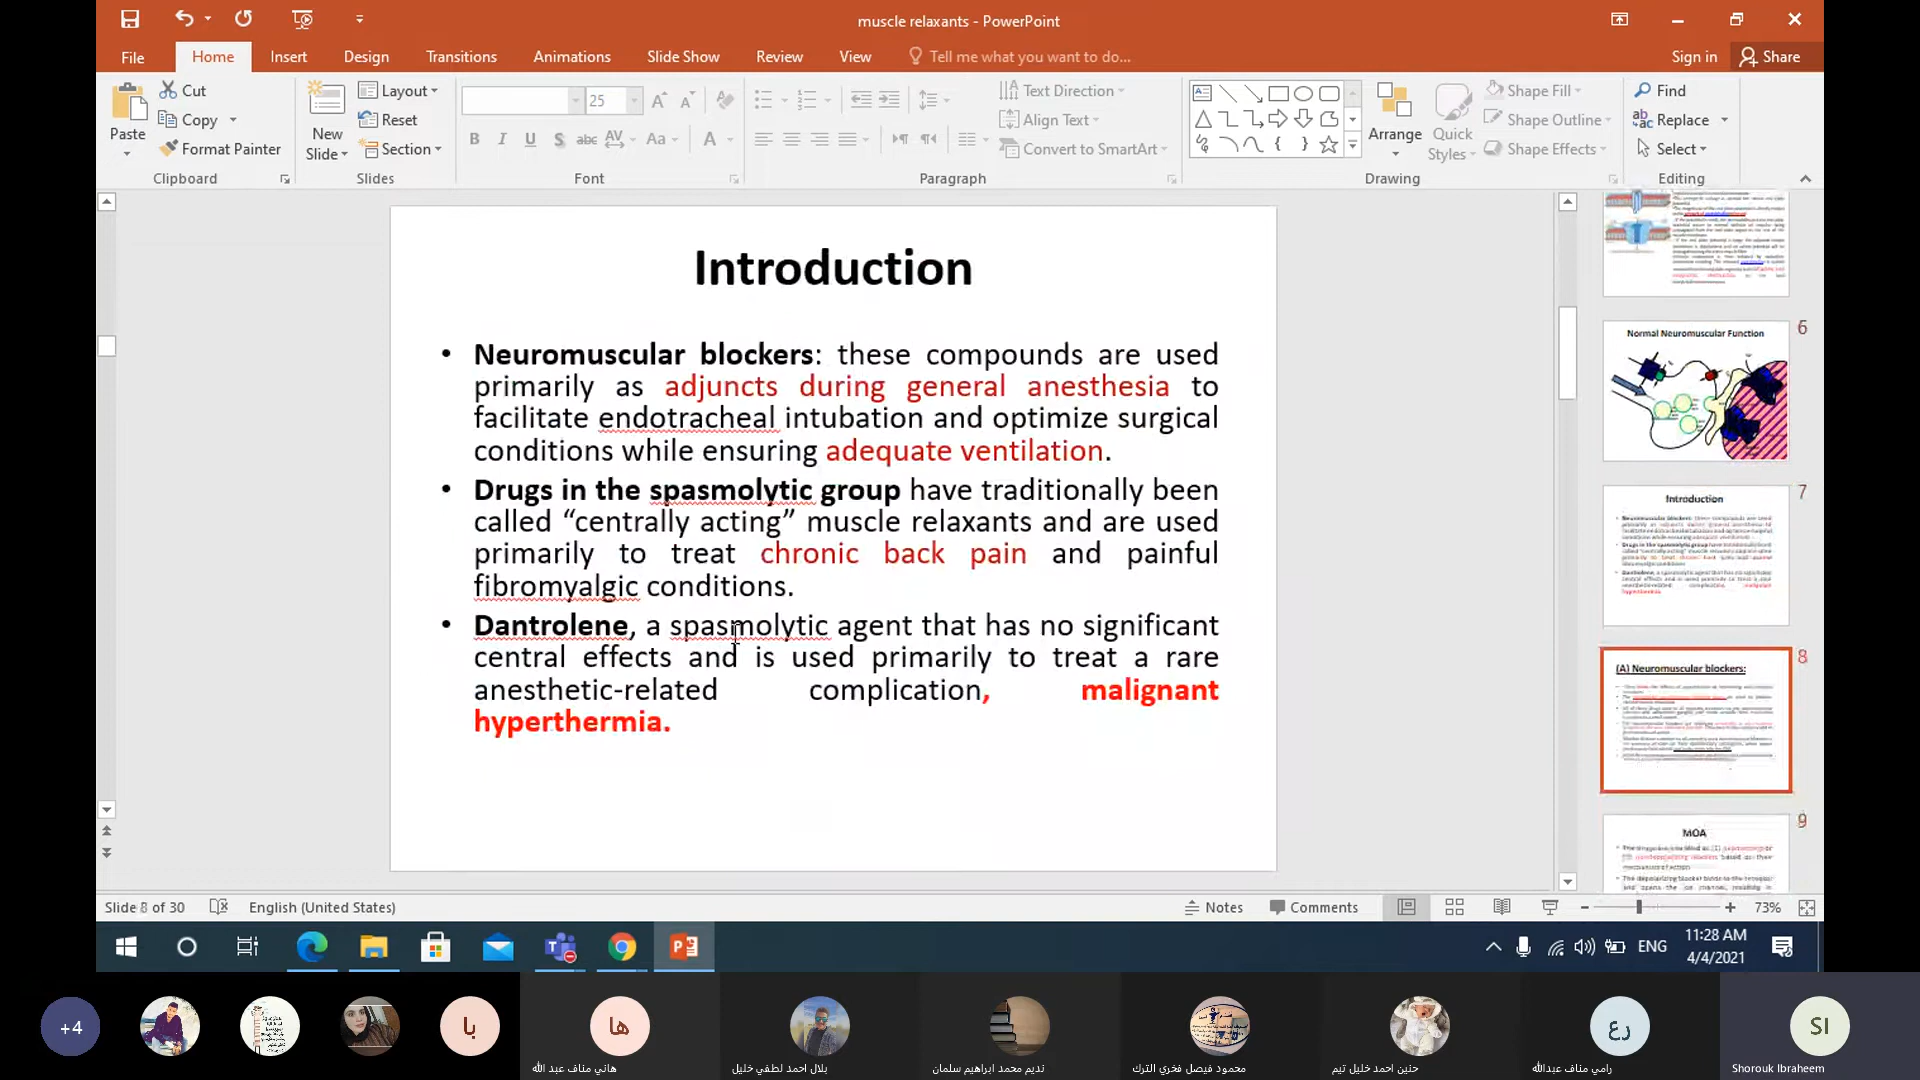 muscle relaxants - PowerPoint
File Home Insert Design Transitions Animations Slide Show Review View Tell me what you want to do... Sign in Share
Paste
Cut
Copy
Format Painter
Clipboard
New Slide
Layout
Reset
Section
Slides
25
B I U S abc AV Aa A
Font
Paragraph
Text Direction
Align Text
Convert to SmartArt
Arrange
Quick Styles
Shape Fill
Shape Outline
Shape Effects
Drawing
Find
Replace
Select
Editing
Introduction
• Neuromuscular blockers: these compounds are used
primarily as adjuncts during general anesthesia to
facilitate endotracheal intubation and optimize surgical
conditions while ensuring adequate ventilation.
• Drugs in the spasmolytic group have traditionally been
called “centrally acting” muscle relaxants and are used
primarily to treat chronic back pain and painful
fibromyalgic conditions.
• Dantrolene, a spasmolytic agent that has no significant
central effects and is used primarily to treat a rare
anesthetic-related complication, malignant
hyperthermia.
6
Normal Neuromuscular Function
7
Introduction
8
(A) Neuromuscular blockers:
9
MOA
Slide 8 of 30 English (United States) Notes Comments 73%
ENG
11:28 AM
4/4/2021
+4
با
ها
رع
SI
هاني مناف عبد الله
بلال احمد لطفي خليل
نديم محمد ابراهيم سلمان
محمود فيصل فخري الترك
حنين احمد خليل تيم
رامي مناف عبدالله
Shorouk Ibraheem